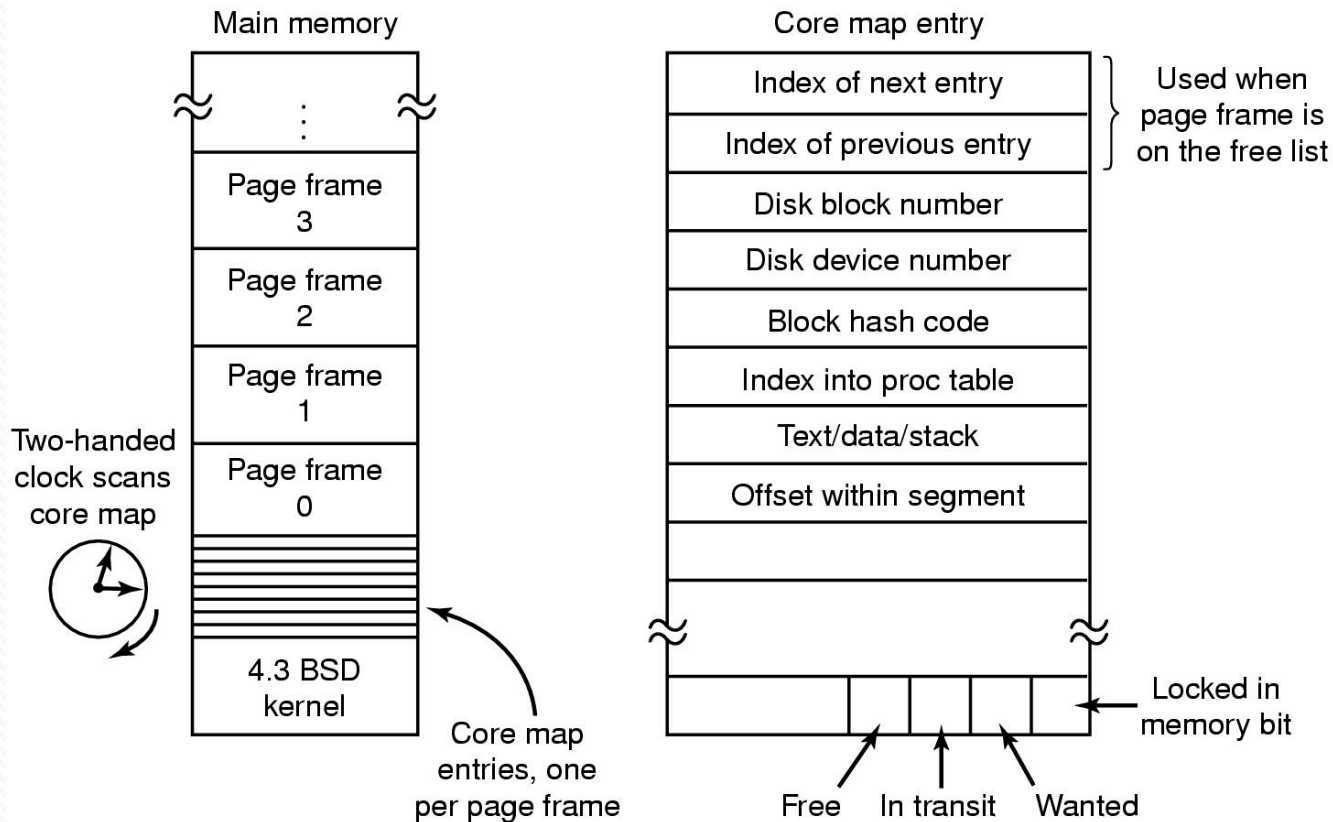 Main memory
Page frame
3
Page frame
2
Page frame
1
Page frame
0
4.3 BSD
kernel
Two-handed
clock scans
core map
Core map
entries, one
per page frame
Core map entry
Index of next entry
Index of previous entry
Disk block number
Disk device number
Block hash code
Index into proc table
Text/data/stack
Offset within segment
Used when
page frame is
on the free list
Locked in
memory bit
Free
In transit
Wanted